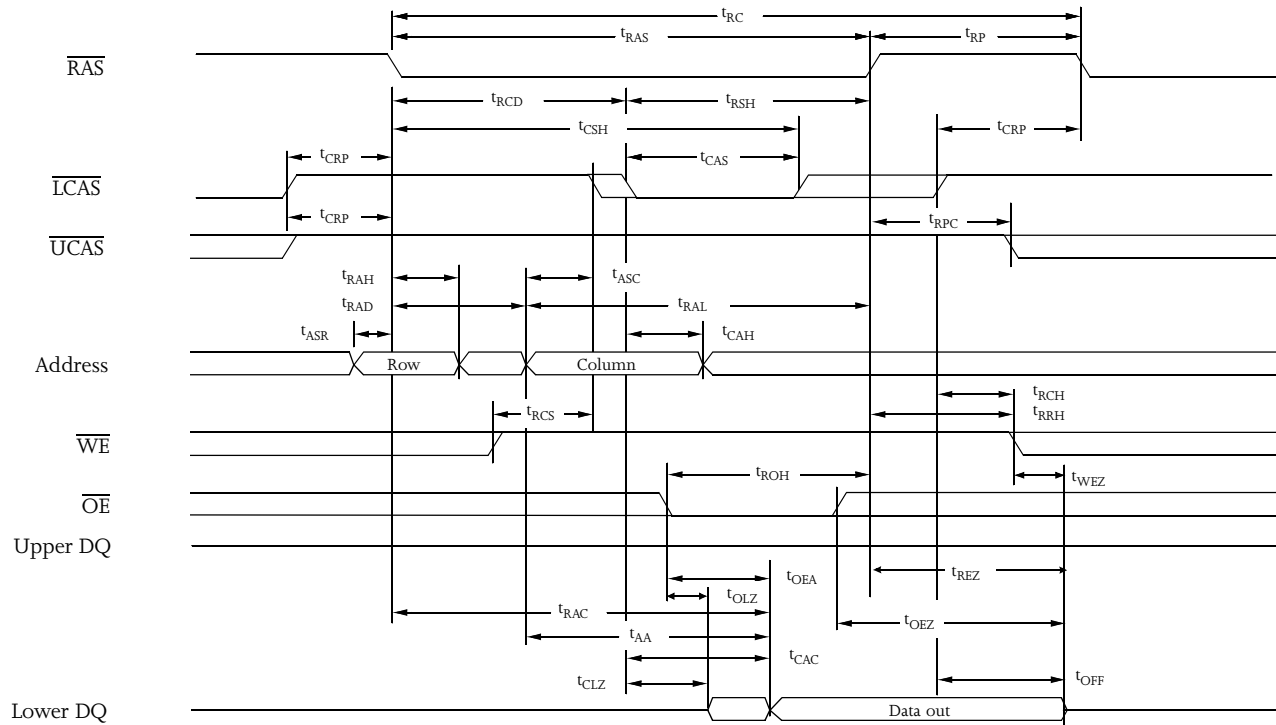 tRC
tRAS
tRP
RAS
tRCD
tRSH
tCSH
tCRP
tCRP
tCAS
LCAS
tCRP
tRPC
UCAS
tRAH
tASC
tRAD
tRAL
tASR
tCAH
Address
Row
Column
tRCH
tRCS
tRRH
WE
tROH
tWEZ
OE
Upper DQ
tREZ
tOEA
tOLZ
tRAC
tOEZ
tAA
tCAC
tCLZ
tOFF
Lower DQ
Data out